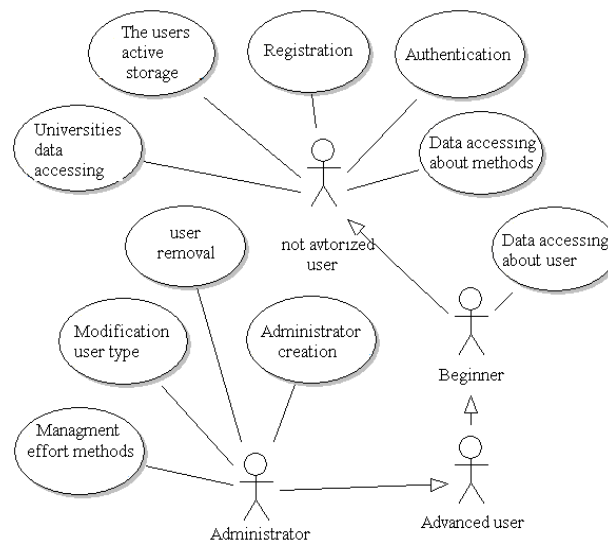 The users
active
storage
Registration
Authentication
Universities
data
accessing
Data accessing
about methods
not avtorized
user
user
removal
Data accessing
about user
Modification
user type
Administrator
creation
Beginner
Managment
effort methods
Administrator
Advanced user